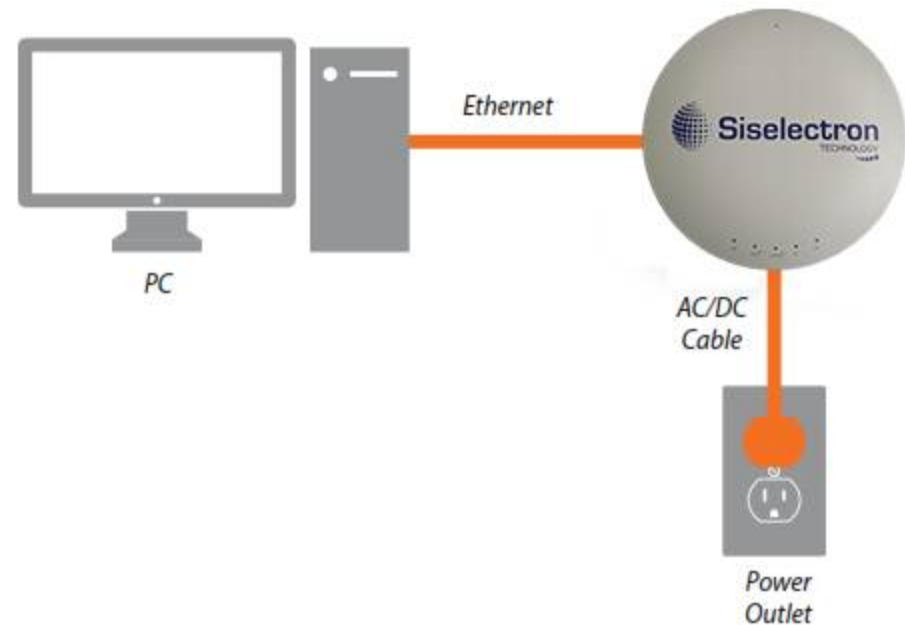 Ethernet
Siselectron
TECHNOLOGY
PC
AC/DC
Cable
Power
Outlet